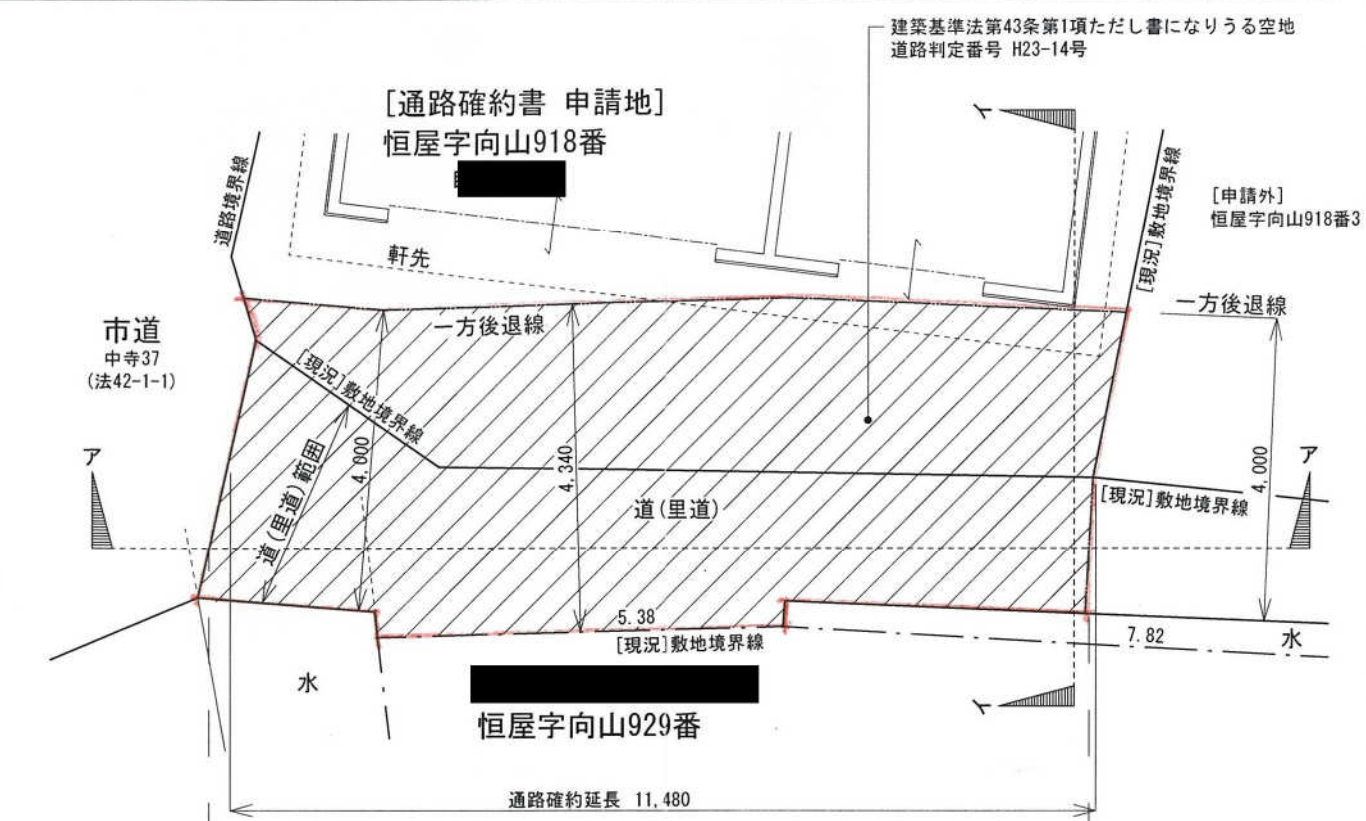 建築基準法第43条第1項ただし書になりうる空地
道路判定番号 H23-14号
[通路確約書 申請地]
恒屋字向山918番
イ
道路境界線
[現況]敷地境界線
[申請外]
恒屋字向山918番3
軒先
一方後退線
一方後退線
市道
中寺37
(法42-1-1)
[現況]敷地境界線
道(里道)範囲
4,000
4,340
4,000
ア
ア
道(里道)
[現況]敷地境界線
5.38
[現況]敷地境界線
7.82
水
水
イ
恒屋字向山929番
通路確約延長 11,480